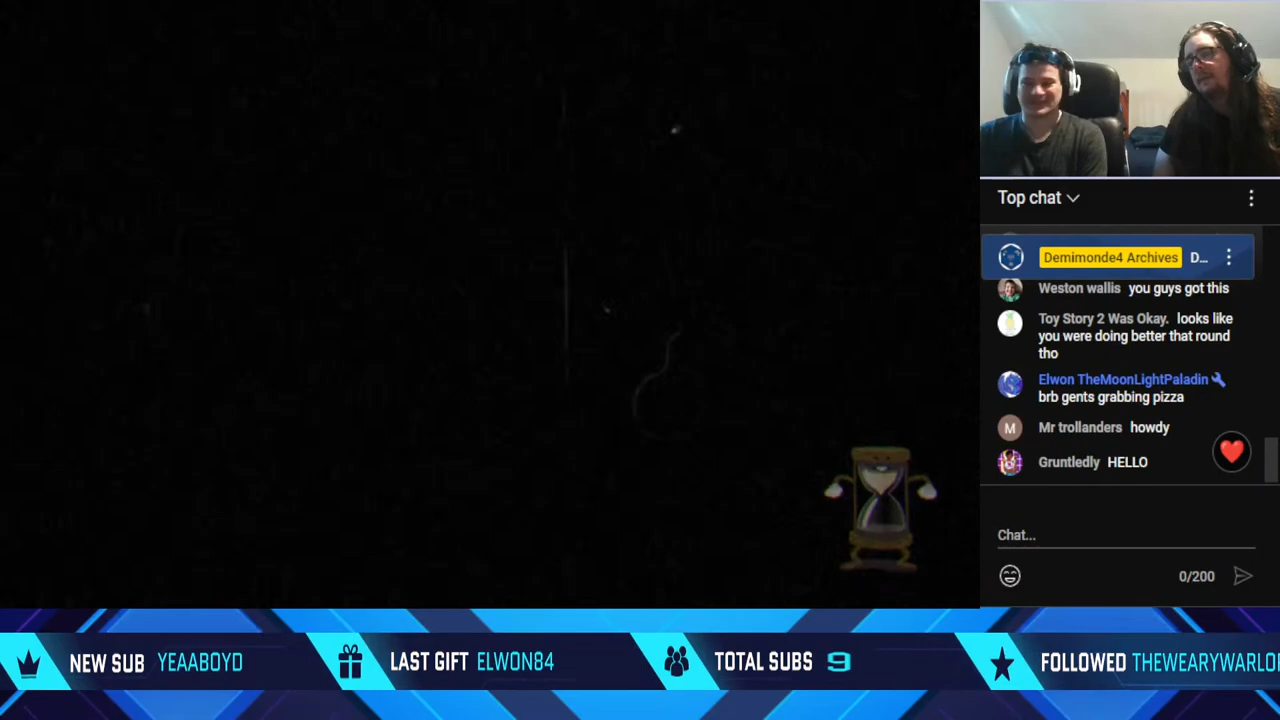 Top chat
Demimonde4 Archives D...
Weston wallis you guys got this
Toy Story 2 Was Okay. looks like
you were doing better that round
tho
Elwon TheMoonLightPaladin
brb gents grabbing pizza
Mr trollanders howdy
M
Gruntledly HELLO
Chat...
0/200
NEW SUB YEAABOYD
LAST GIFT ELWON84
TOTAL SUBS 9
FOLLOWED THEWEARYWARLO